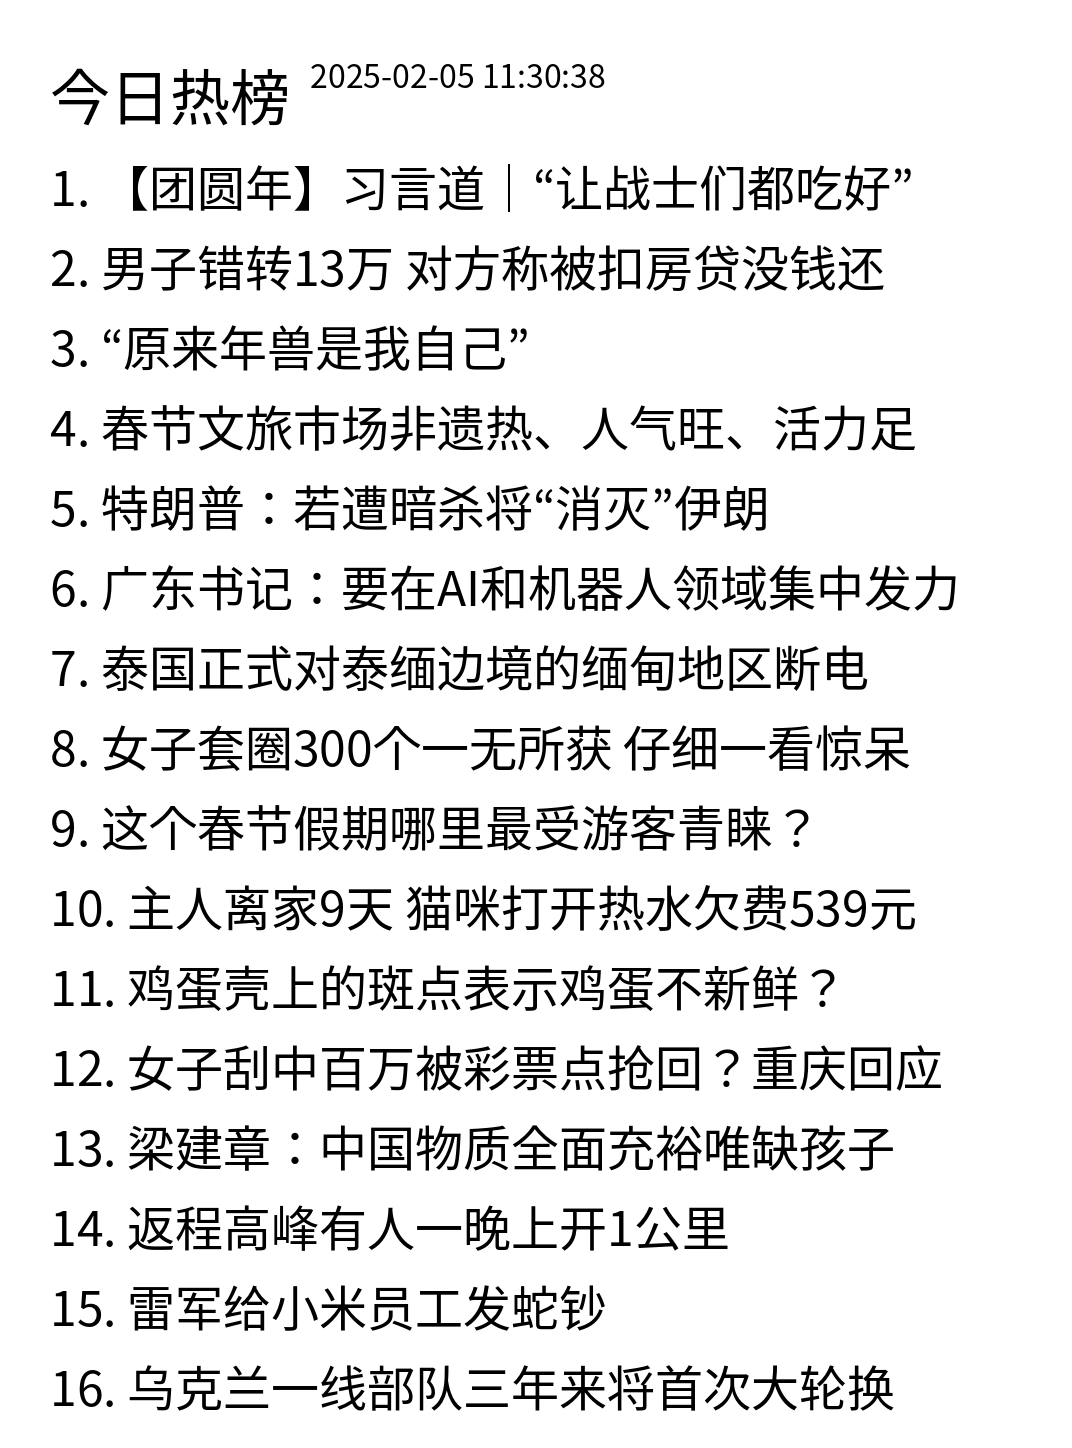 今日热榜 2025-02-05 11:30:38
1. 【团圆年】习言道｜“让战士们都吃好”
2. 男子错转13万 对方称被扣房贷没钱还
3. “原来年兽是我自己”
4. 春节文旅市场非遗热、人气旺、活力足
5. 特朗普：若遭暗杀将“消灭”伊朗
6. 广东书记：要在AI和机器人领域集中发力
7. 泰国正式对泰缅边境的缅甸地区断电
8. 女子套圈300个一无所获 仔细一看惊呆
9. 这个春节假期哪里最受游客青睐？
10. 主人离家9天 猫咪打开热水欠费539元
11. 鸡蛋壳上的斑点表示鸡蛋不新鲜？
12. 女子刮中百万被彩票点抢回？重庆回应
13. 梁建章：中国物质全面充裕唯缺孩子
14. 返程高峰有人一晚上开1公里
15. 雷军给小米员工发蛇钞
16. 乌克兰一线部队三年来将首次大轮换